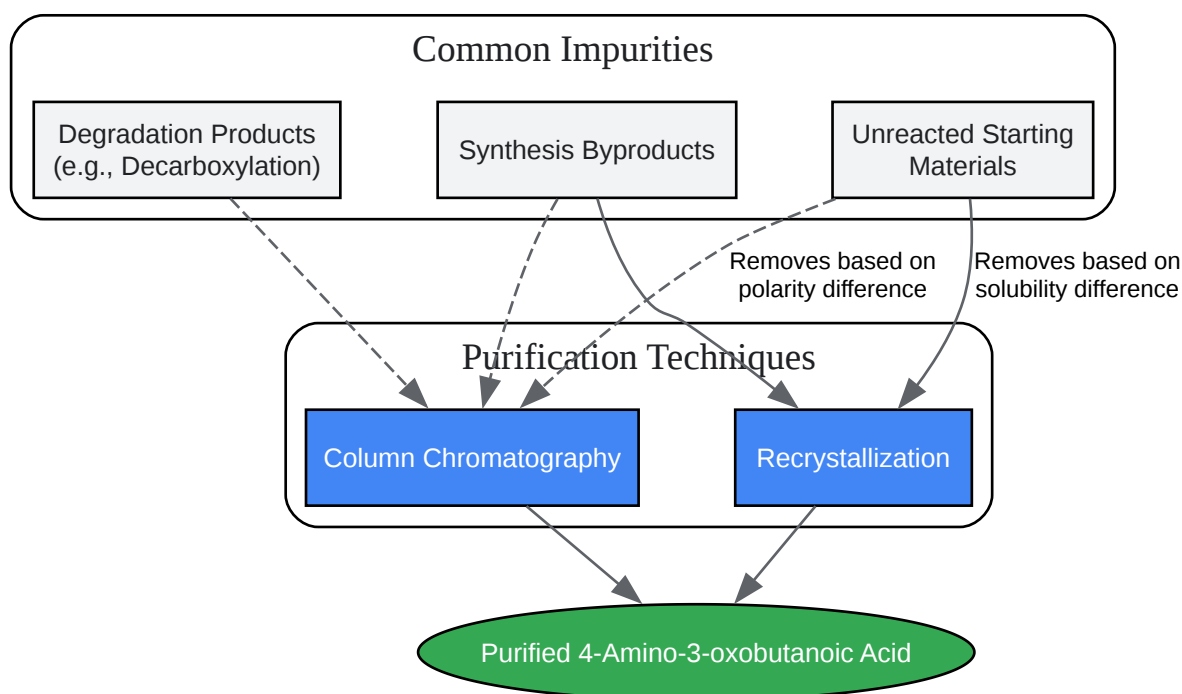 Common Impurities
Degradation Products
(e.g., Decarboxylation)
Synthesis Byproducts
Unreacted Starting
Materials
Removes based on
polarity difference
Removes based on
solubility difference
Purification Techniques
Column Chromatography
Recrystallization
Purified 4-Amino-3-oxobutanoic Acid